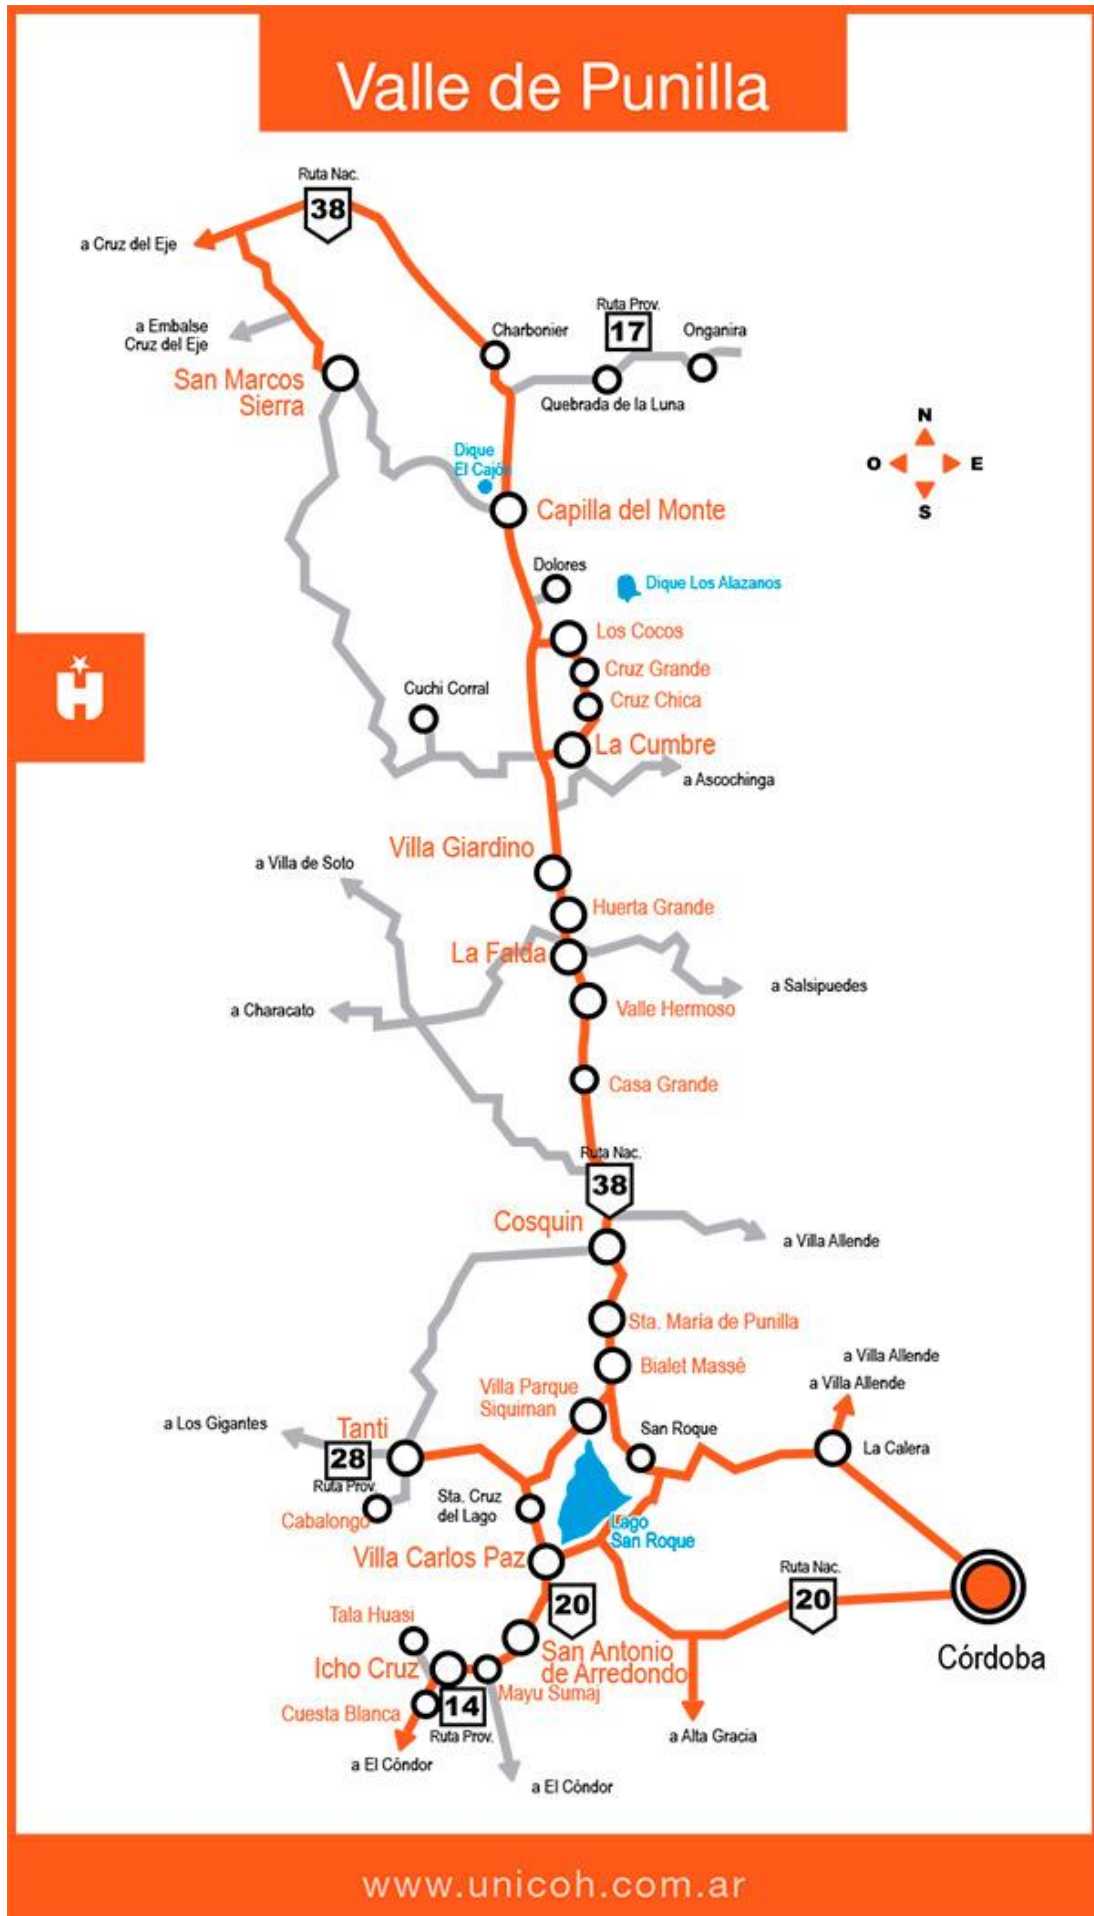 Valle de Punilla
Ruta Nac.
38
a Cruz del Eje
a Embalse
Cruz del Eje
Charbonier
Ruta Prov.
17
Onganira
San Marcos
Sierra
Quebrada de la Luna
N
O
E
S
Dique
El Cajón
Capilla del Monte
Dolores
Dique Los Alazanos
Los Cocos
Cruz Grande
H
Cuchi Corral
Cruz Chica
La Cumbre
a Ascochinga
Villa Giardino
a Villa de Soto
Huerta Grande
La Falda
a Salsipuedes
a Characato
Valle Hermoso
Casa Grande
Ruta Nac.
38
Cosquin
a Villa Allende
Sta. María de Punilla
Bialet Massé
a Villa Allende
a Villa Allende
Villa Parque
Siquiman
a Los Gigantes
Tanti
San Roque
La Calera
28
Ruta Prov.
Sta. Cruz
del Lago
Cabalongo
Lago
San Roque
Villa Carlos Paz
Ruta Nac.
20
20
Tala Huasi
San Antonio
de Arredondo
Córdoba
Icho Cruz
Mayu Sumaj
Cuesta Blanca
14
Ruta Prov.
a Alta Gracia
a El Cóndor
a El Cóndor
www.unicoh.com.ar